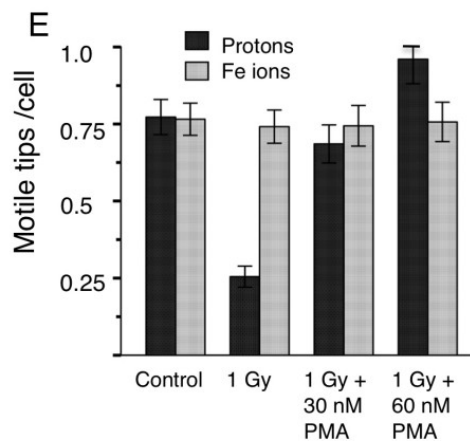 E
Motile tips /cell
1.0
0.75
0.5
0.25
Protons
Fe ions
Control
1 Gy
1 Gy +
30 nM
PMA
1 Gy +
60 nM
PMA